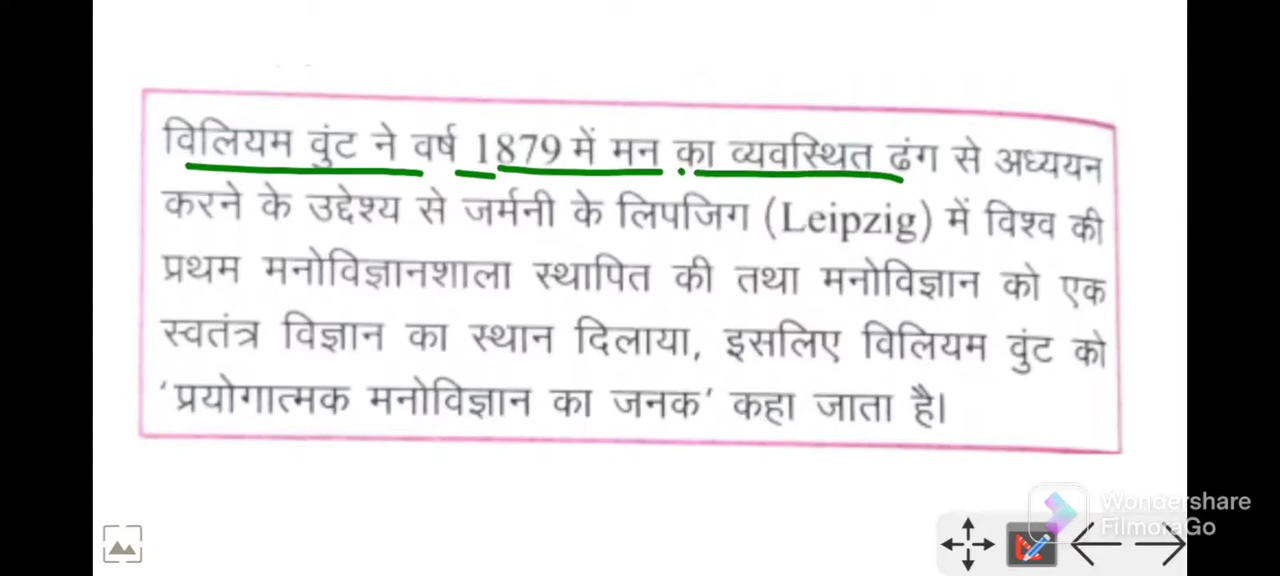 विलियम वुंट ने वर्ष 1879 में मन का व्यवस्थित ढंग से अध्ययन
करने के उद्देश्य से जर्मनी के लिपजिग (Leipzig) में विश्व की
प्रथम मनोविज्ञानशाला स्थापित की तथा मनोविज्ञान को एक
स्वतंत्र विज्ञान का स्थान दिलाया, इसलिए विलियम वुंट को
'प्रयोगात्मक मनोविज्ञान का जनक' कहा जाता है।
Wondershare
FilmoraGo